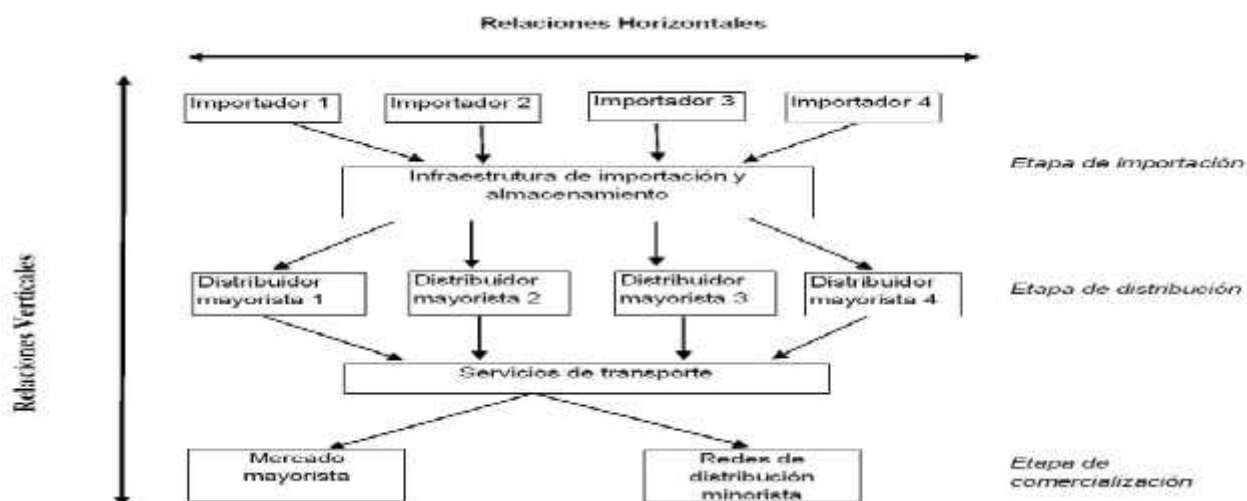 Relaciones Horizontales
Importador 1
Importador 2
Importador 3
Importador 4
Infraestrutura de importación y
almacenamiento
Etapa de importación
Relaciones Verticales
Distribuidor
mayorista 1
Distribuidor
mayorista 2
Distribuidor
mayorista 3
Distribuidor
mayorista 4
Etapa de distribución
Servicios de transporte
Mercado
mayorista
Redes de
distribución
minorista
Etapa de
comercialización